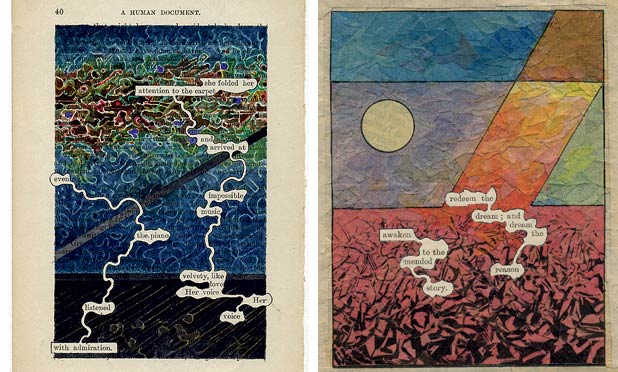 40
A HUMAN DOCUMENT.
she folded her
attention to the carpet
and
arrived at
impossible
music,
velvety, like
love
Her voice
Her
voice
the piano
listened
with admiration.
redeem the
dream; and
dream
the
reason
awaken
to the
mended
story.